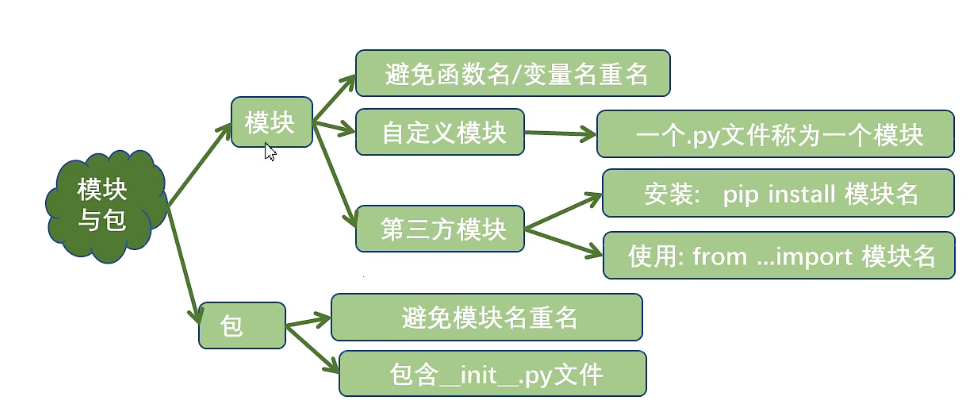 模块
与包
模块
避免函数名/变量名重名
自定义模块
一个.py文件称为一个模块
第三方模块
安装: pip install 模块名
使用: from ...import 模块名
包
避免模块名重名
包含__init__.py文件